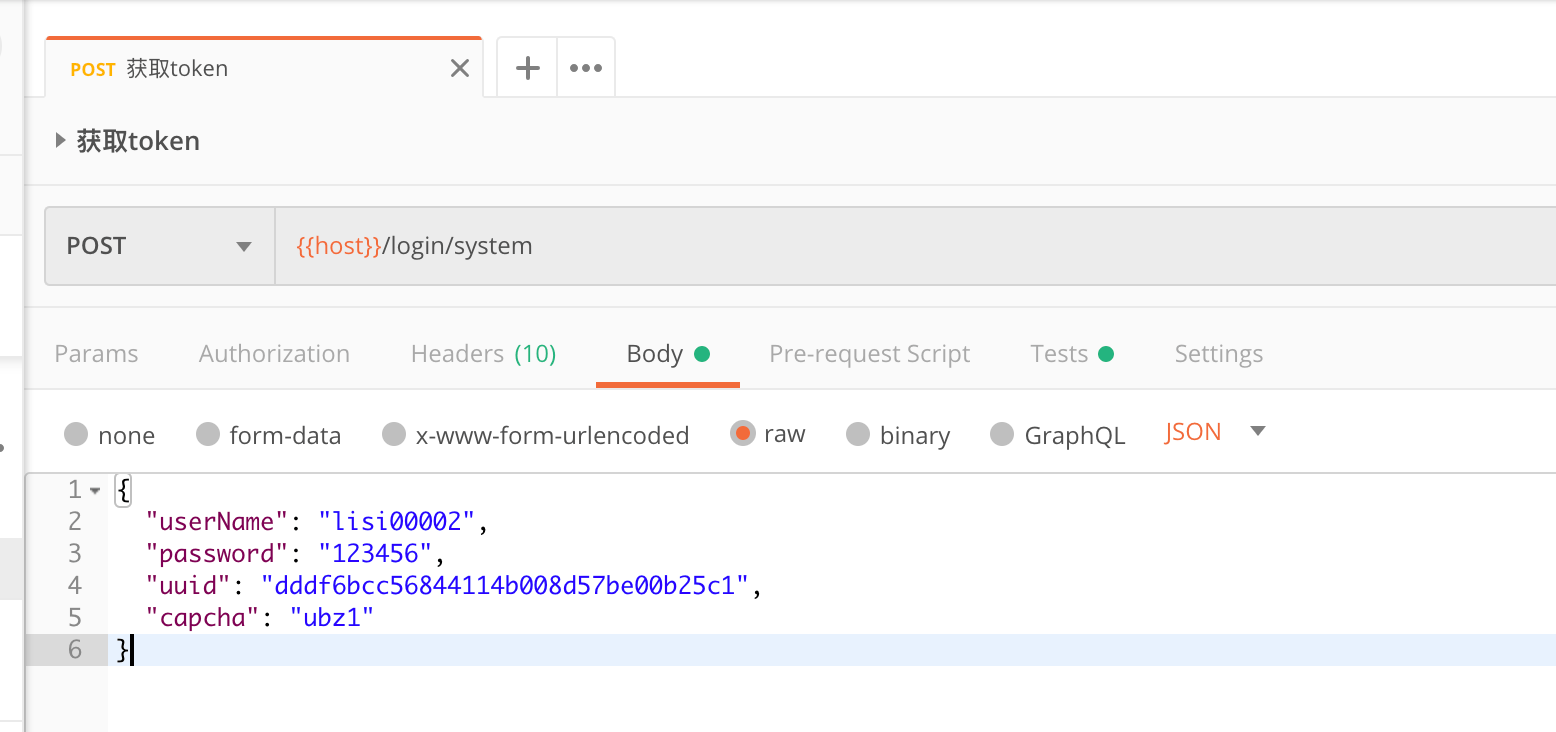 POST 获取token
获取token
POST {{host}}/login/system
Params Authorization Headers (10) Body Pre-request Script Tests Settings
none form-data x-www-form-urlencoded raw binary GraphQL JSON
1 {
2 "userName": "lisi00002",
3 "password": "123456",
4 "uuid": "dddf6bcc56844114b008d57be00b25c1",
5 "capcha": "ubz1"
6 }